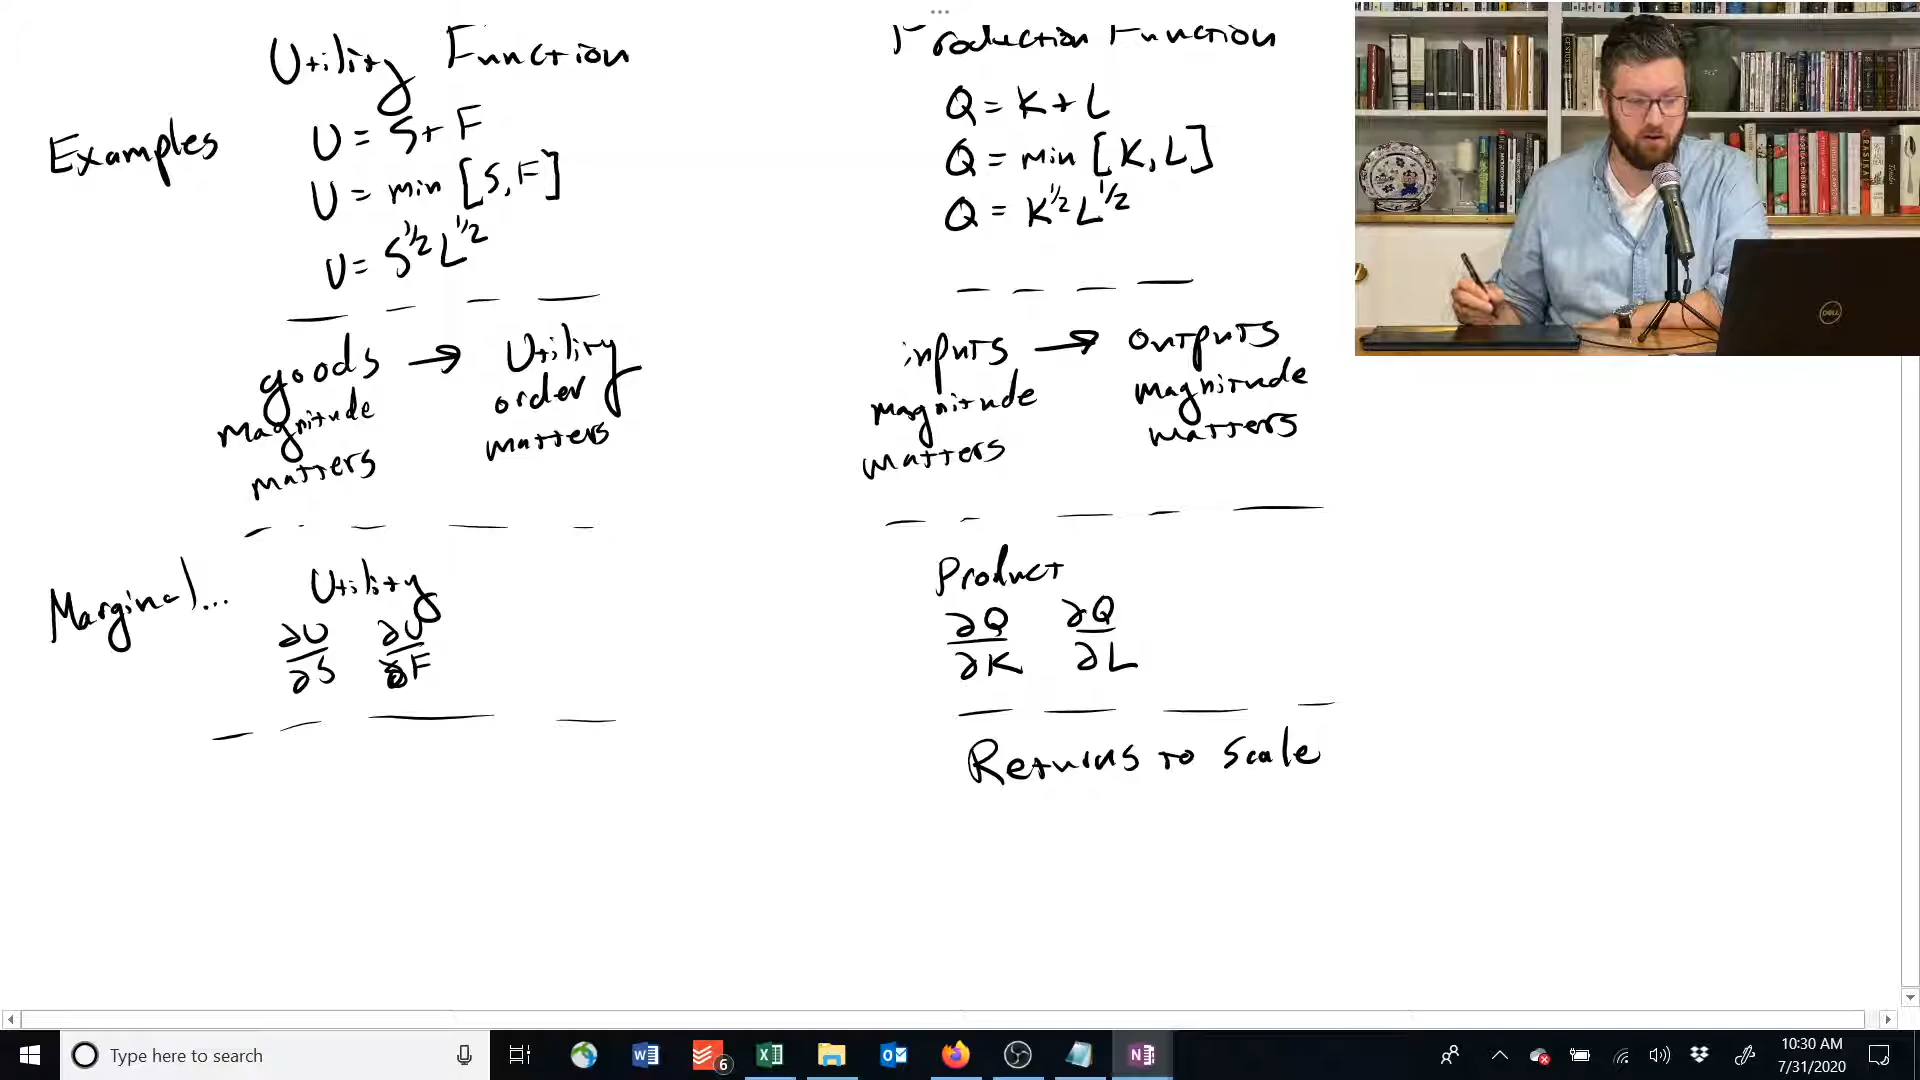 Utility Function
Examples
U = S + F
U = min [S, F]
U = S^1/2 L^1/2
goods → Utility
magnitude matters
order matters
Marginal...
Utility
∂U/∂S ∂U/∂F
Production Function
Q = K + L
Q = min [K, L]
Q = K^1/2 L^1/2
inputs → outputs
magnitude matters
magnitude matters
Product
∂Q/∂K ∂Q/∂L
Returns to Scale
DELL
Type here to search
6
10:30 AM
7/31/2020